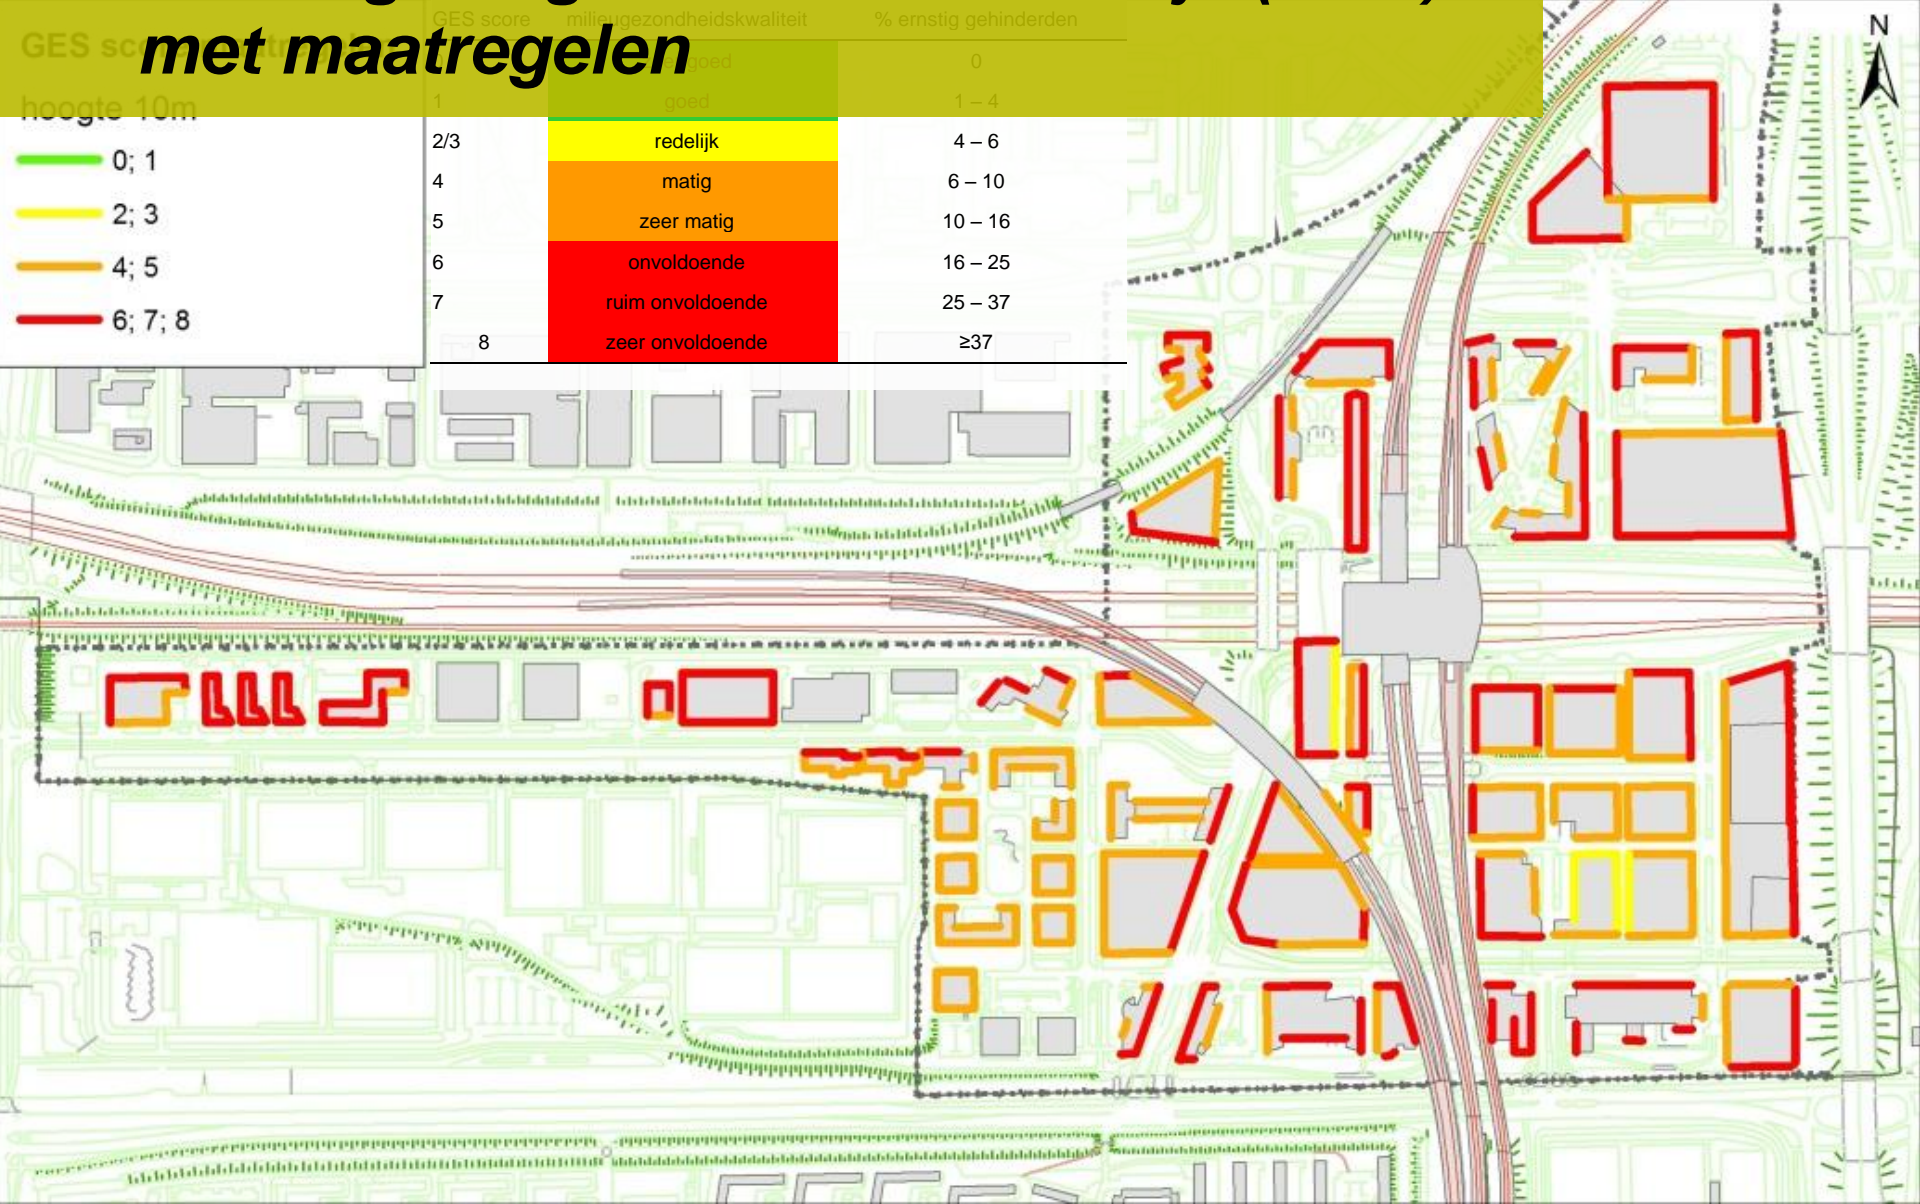 met maatregelen
GES score milieugezondheidskwaliteit % ernstig gehinderden
GES
goed 0
hoogte 10m
1 goed 1 – 4
0; 1
2; 3
4; 5
6; 7; 8
2/3 redelijk 4 – 6
4 matig 6 – 10
5 zeer matig 10 – 16
6 onvoldoende 16 – 25
7 ruim onvoldoende 25 – 37
8 zeer onvoldoende ≥37
N